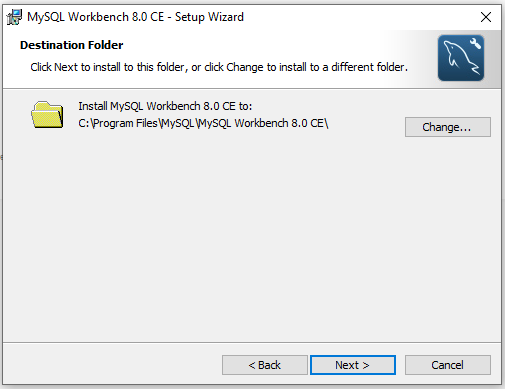 MySQL Workbench 8.0 CE - Setup Wizard
Destination Folder
Click Next to install to this folder, or click Change to install to a different folder.
Install MySQL Workbench 8.0 CE to:
C:\Program Files\MySQL\MySQL Workbench 8.0 CE\
Change...
< Back
Next >
Cancel